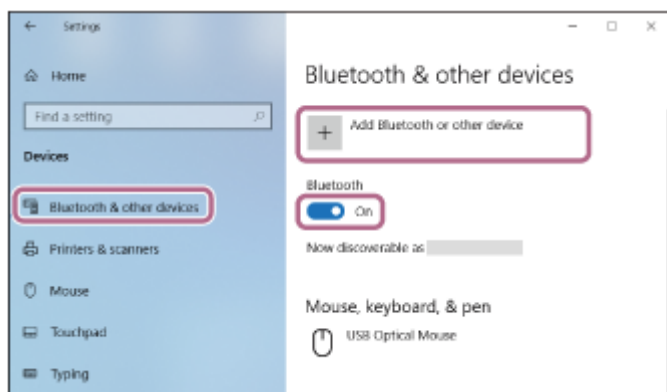 Settings
Home
Find a setting
Devices
Bluetooth & other devices
Printers & scanners
Mouse
Touchpad
Typing
Bluetooth & other devices
Add Bluetooth or other device
Bluetooth
On
Now discoverable as
Mouse, keyboard, & pen
USB Optical Mouse